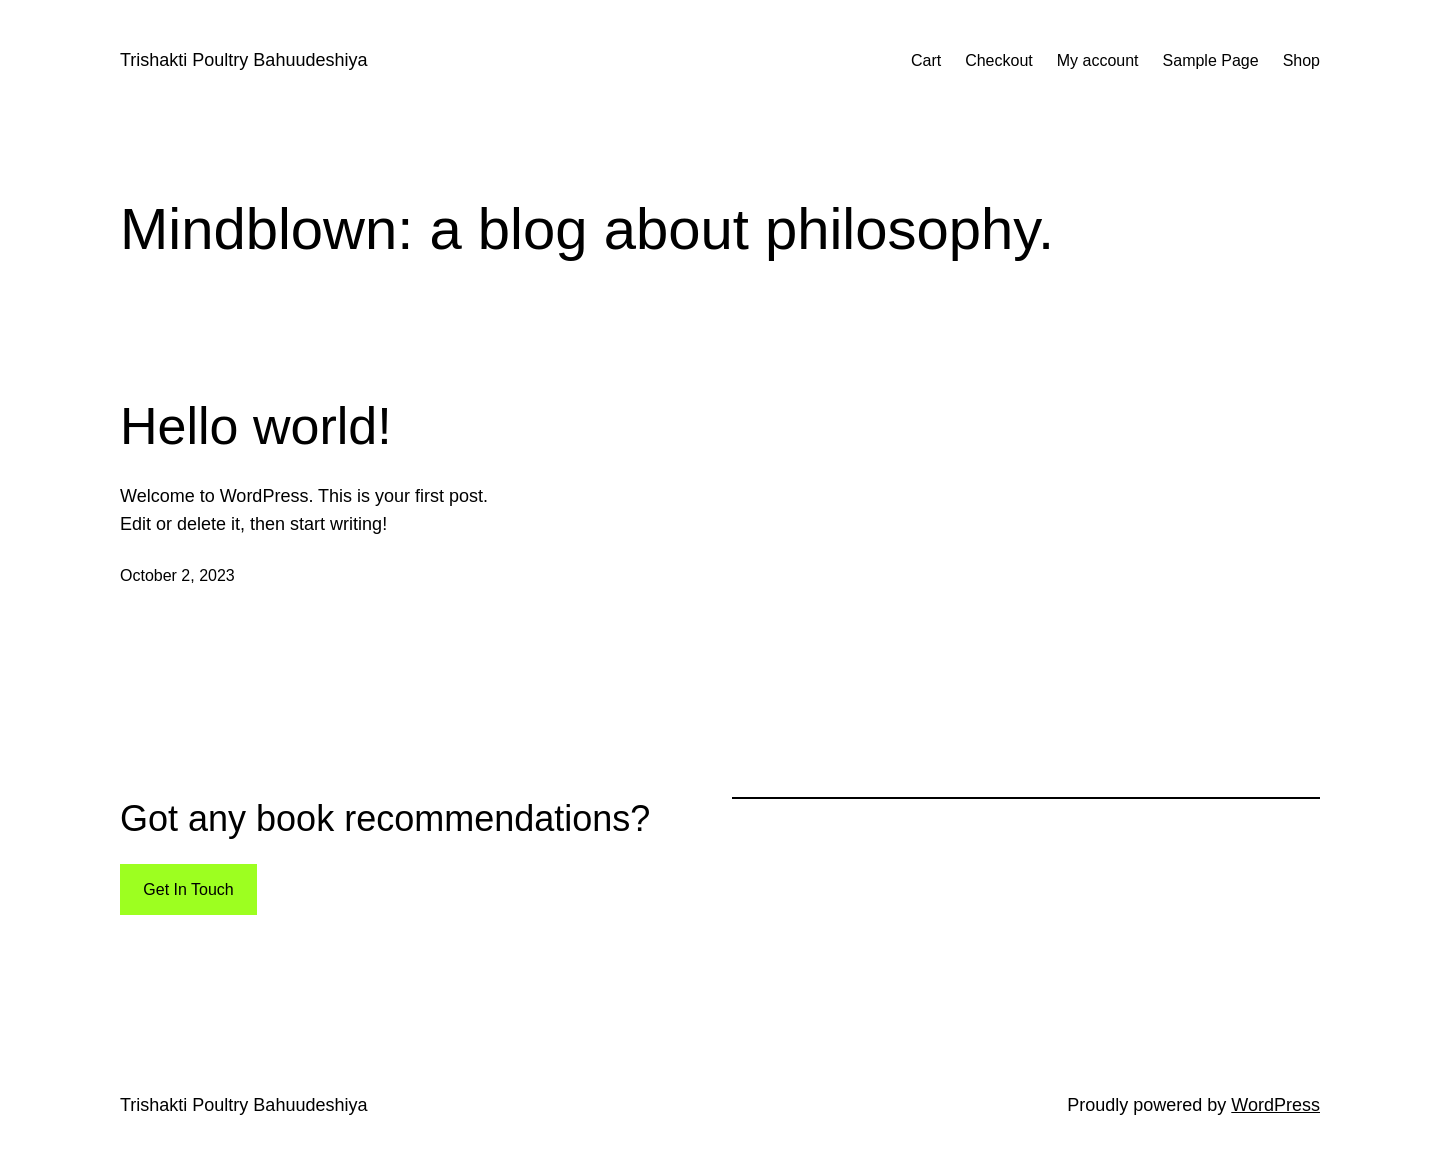 Trishakti Poultry Bahuudeshiya
Cart
Checkout
My account
Sample Page
Shop
Mindblown: a blog about philosophy.
Hello world!
Welcome to WordPress. This is your first post.
Edit or delete it, then start writing!
October 2, 2023
Got any book recommendations?
Get In Touch
Trishakti Poultry Bahuudeshiya
Proudly powered by WordPress